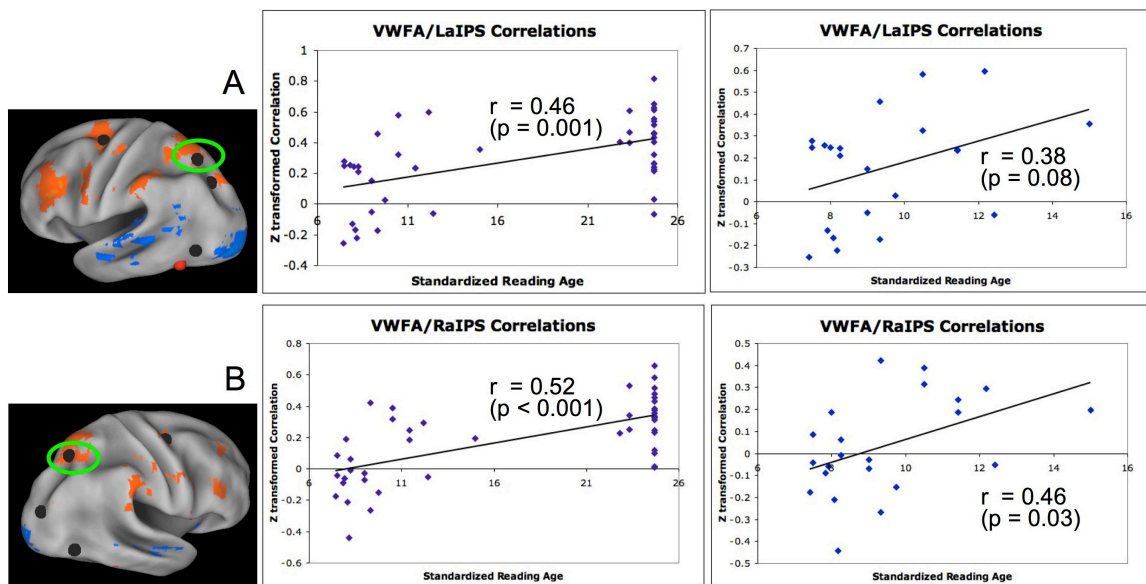 A
VWFA/LaIPS Correlations
Z transformed Correlation
1
0.8
0.6
0.4
0.2
0
-0.2
-0.4
6
11
16
21
26
r = 0.46
(p = 0.001)
Standardized Reading Age
VWFA/LaIPS Correlations
Z transformed Correlation
0.7
0.6
0.5
0.4
0.3
0.2
0.1
0
-0.1
-0.2
-0.3
6
8
10
12
14
16
r = 0.38
(p = 0.08)
Standardized Reading Age
B
VWFA/RaIPS Correlations
Z transformed Correlation
0.8
0.6
0.4
0.2
0
-0.2
-0.4
-0.6
6
11
16
21
26
r = 0.52
(p < 0.001)
Standardized Reading Age
VWFA/RaIPS Correlations
Z transformed Correlation
0.5
0.4
0.3
0.2
0.1
0
-0.1
-0.2
-0.3
-0.4
-0.5
6
8
10
12
14
16
r = 0.46
(p = 0.03)
Standardized Reading Age